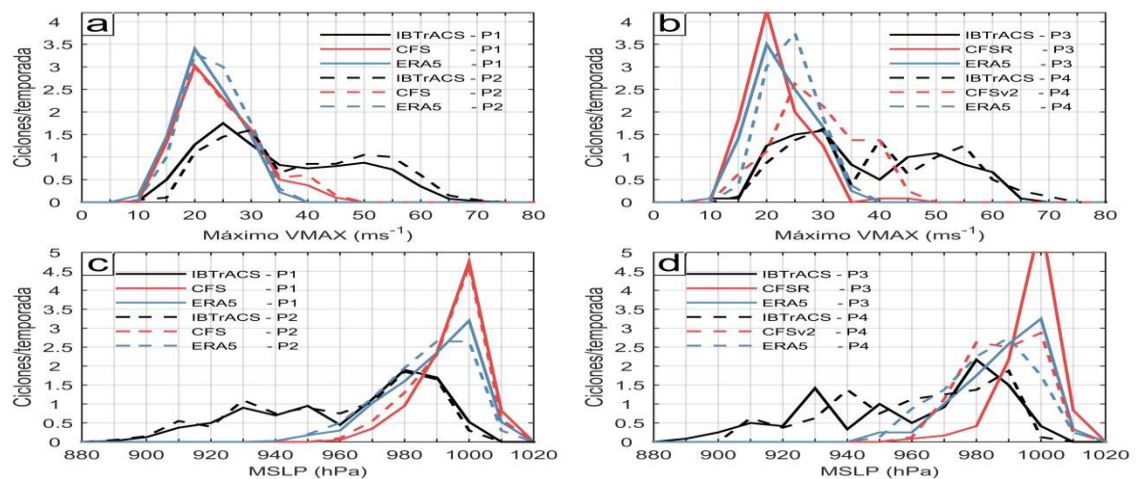 a
Ciclones/temporada
4
3.5
3
2.5
2
1.5
1
0.5
0
IBTrACS - P1
CFS - P1
ERA5 - P1
IBTrACS - P2
CFS - P2
ERA5 - P2
0 10 20 30 40 50 60 70 80
Máximo VMAX (ms⁻¹)
b
Ciclones/temporada
4
3.5
3
2.5
2
1.5
1
0.5
0
IBTrACS - P3
CFSR - P3
ERA5 - P3
IBTrACS - P4
CFSv2 - P4
ERA5 - P4
0 10 20 30 40 50 60 70 80
Máximo VMAX (ms⁻¹)
c
Ciclones/temporada
5
4.5
4
3.5
3
2.5
2
1.5
1
0.5
0
IBTrACS - P1
CFS - P1
ERA5 - P1
IBTrACS - P2
CFS - P2
ERA5 - P2
880 900 920 940 960 980 1000 1020
MSLP (hPa)
d
Ciclones/temporada
5
4.5
4
3.5
3
2.5
2
1.5
1
0.5
0
IBTrACS - P3
CFSR - P3
ERA5 - P3
IBTrACS - P4
CFSv2 - P4
ERA5 - P4
880 900 920 940 960 980 1000 1020
MSLP (hPa)